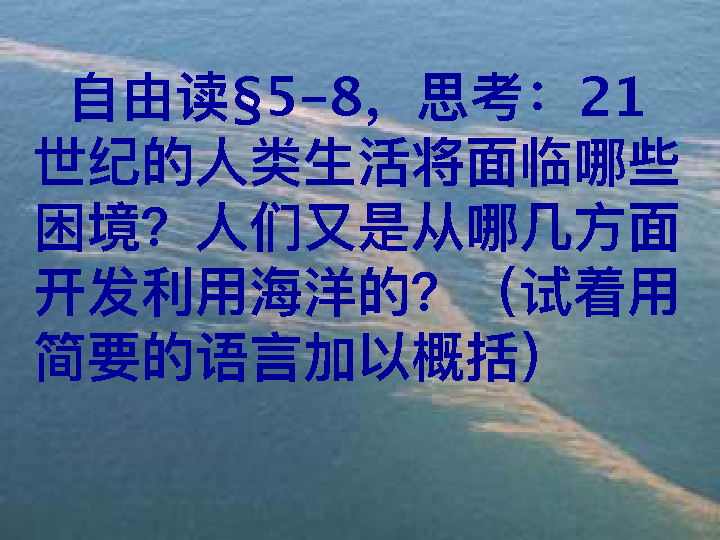 自由读§5–8，思考：21
世纪的人类生活将面临哪些
困境？人们又是从哪几方面
开发利用海洋的？（试着用
简要的语言加以概括）